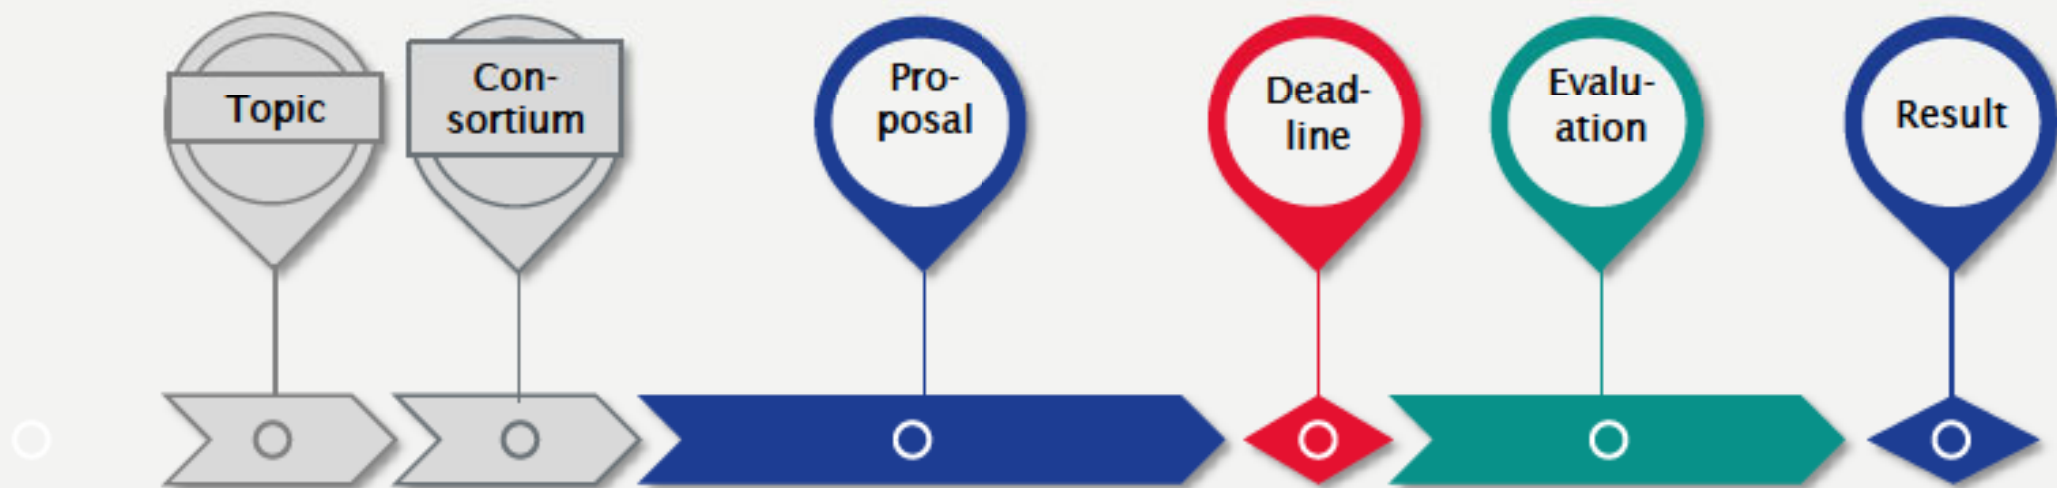 Topic
Con-
sortium
Pro-
posal
Dead-
line
Evalu-
ation
Result